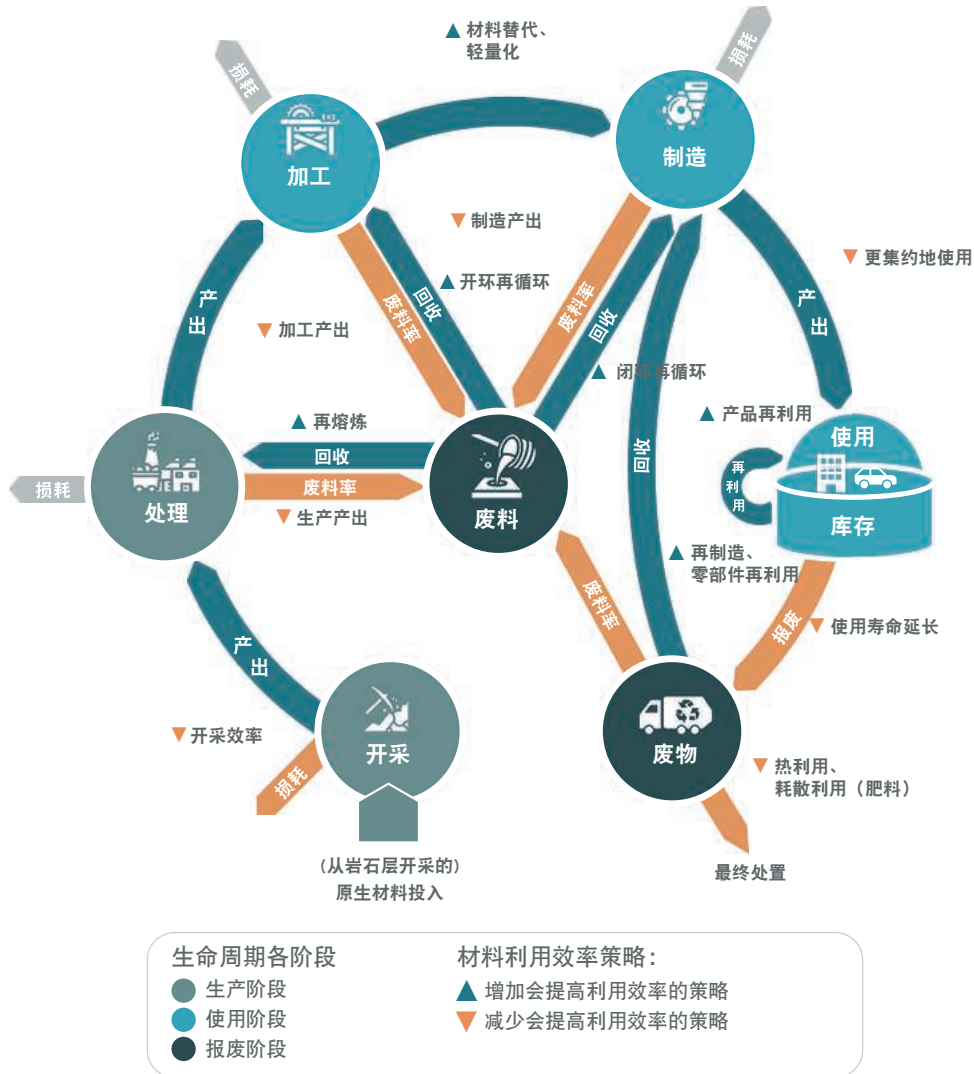 材料替代、
轻量化
损耗
损耗
加工
制造
制造产出
更集约地使用
产出
开环再循环
回收
废料率
废料率
回收
产出
加工产出
闭环再循环
再熔炼
回收
产品再利用
使用
库存
再利用
回收
损耗
处理
废料率
生产产出
废料
再制造、
零部件再利用
废料率
报废
使用寿命延长
产出
开采效率
开采
损耗
废物
热利用、
耗散利用（肥料）
最终处置
(从岩石层开采的)
原生材料投入
生命周期各阶段
生产阶段
使用阶段
报废阶段
材料利用效率策略：
增加会提高利用效率的策略
减少会提高利用效率的策略